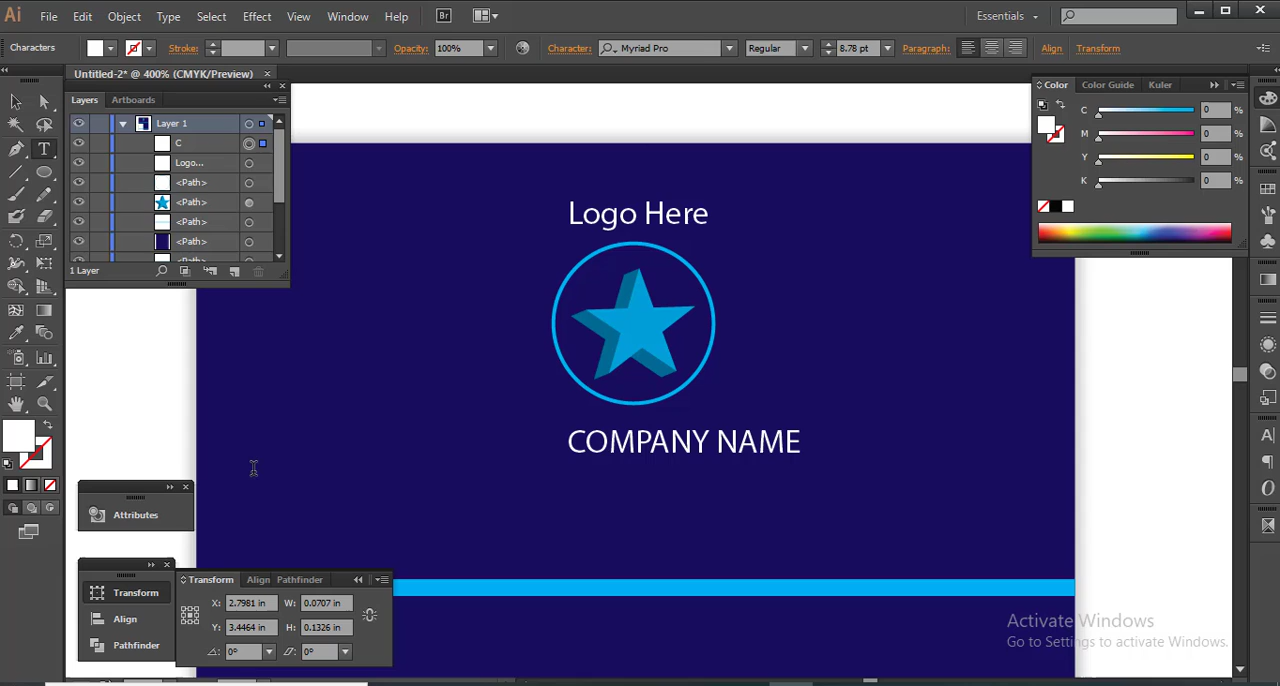 Ai File Edit Object Type Select Effect View Window Help Br Essentials
Characters Stroke: Opacity: 100% Character: Myriad Pro Regular 8.78 pt Paragraph: Align Transform
Untitled-2* @ 400% (CMYK/Preview)
Layers Artboards
Layer 1
C
Logo...
<Path>
<Path>
<Path>
<Path>
1 Layer
Color Color Guide Kuler
C 0 %
M 0 %
Y 0 %
K 0 %
Logo Here
COMPANY NAME
Attributes
Transform
Align
Pathfinder
Transform Align Pathfinder
X: 2.7981 in W: 0.0707 in
Y: 3.4464 in H: 0.1326 in
0° 0°
Activate Windows
Go to Settings to activate Windows.